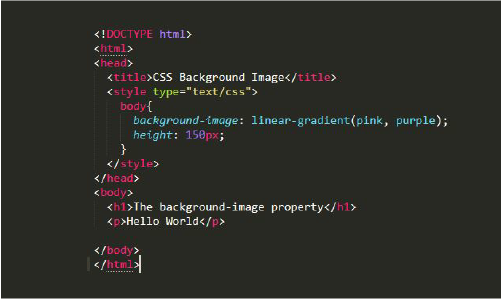 <!DOCTYPE html>
<html>
<head>
<title>CSS Background Image</title>
<style type="text/css">
body{
background-image: linear-gradient(pink, purple);
height: 150px;
}
</style>
</head>
<body>
<h1>The background-image property</h1>
<p>Hello World</p>
</body>
</html>